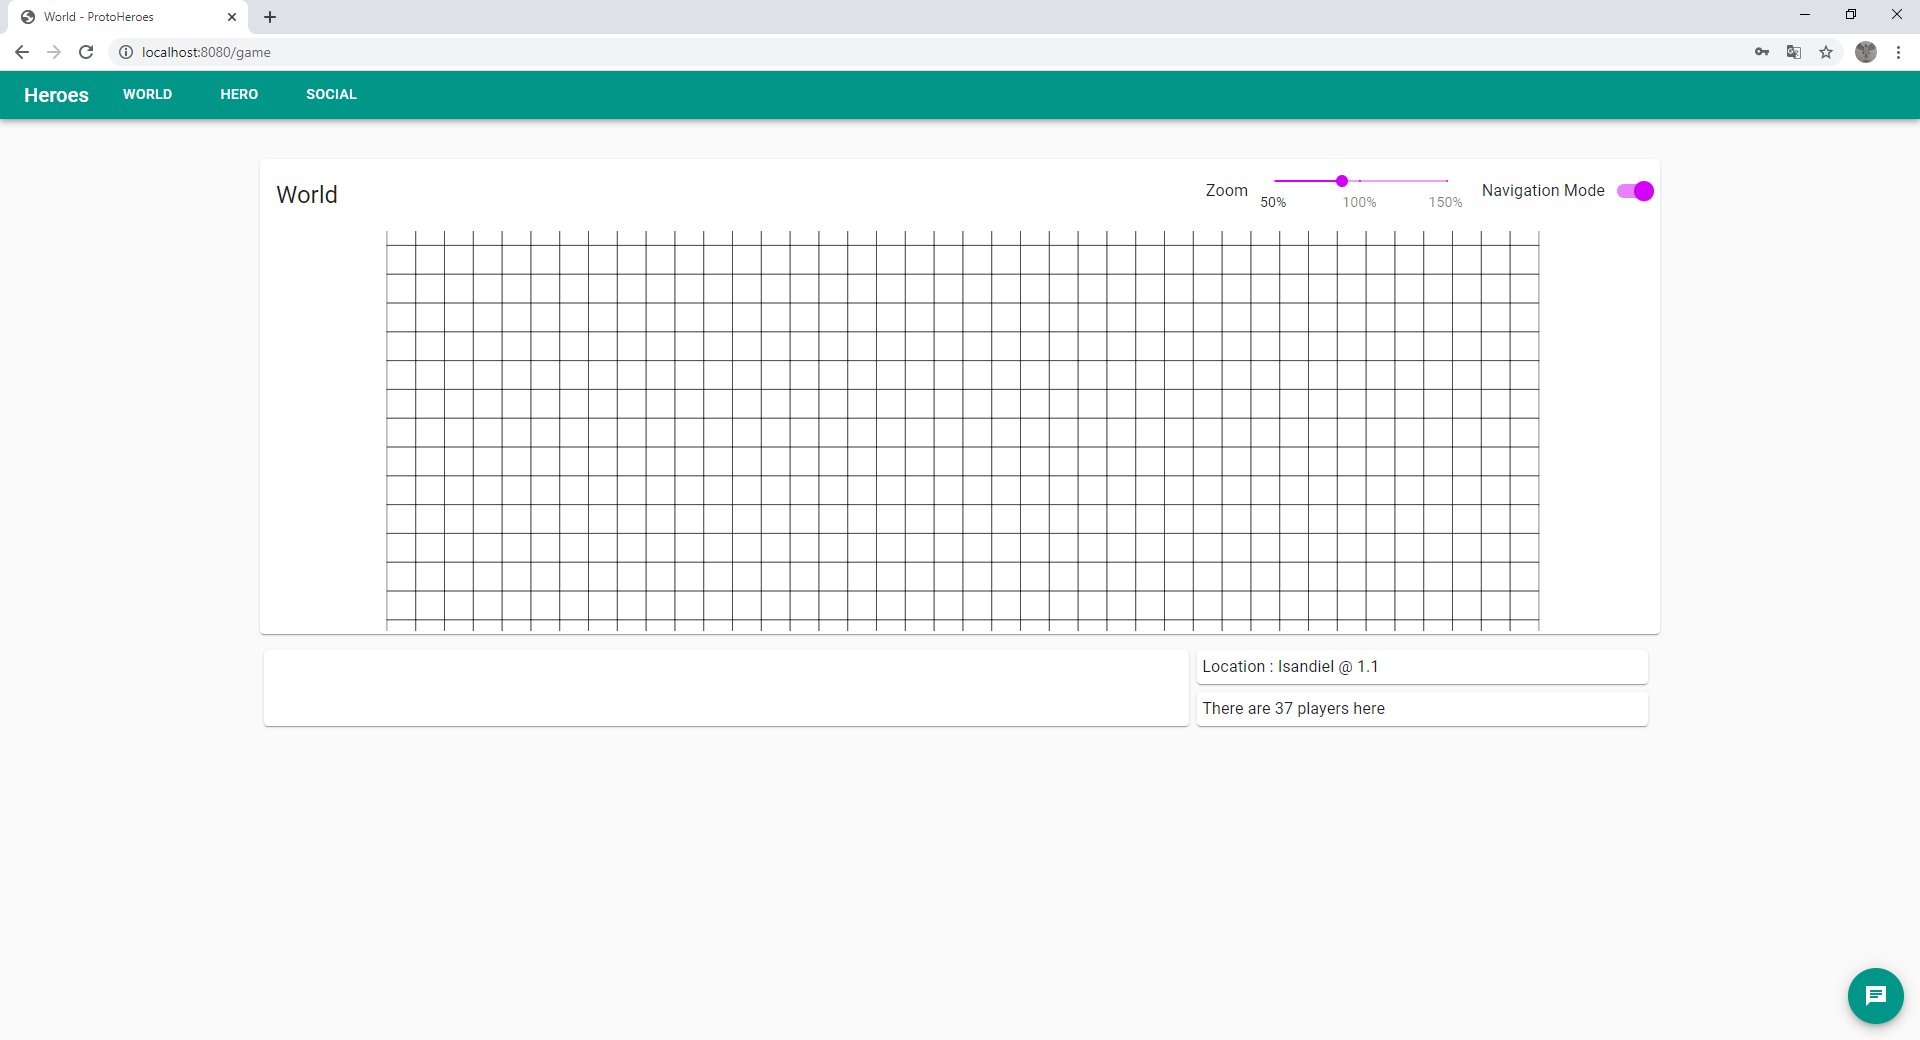 World - ProtoHeroes
localhost:8080/game
Heroes WORLD HERO SOCIAL
World
Zoom
50% 100% 150%
Navigation Mode
Location : Isandiel @ 1.1
There are 37 players here